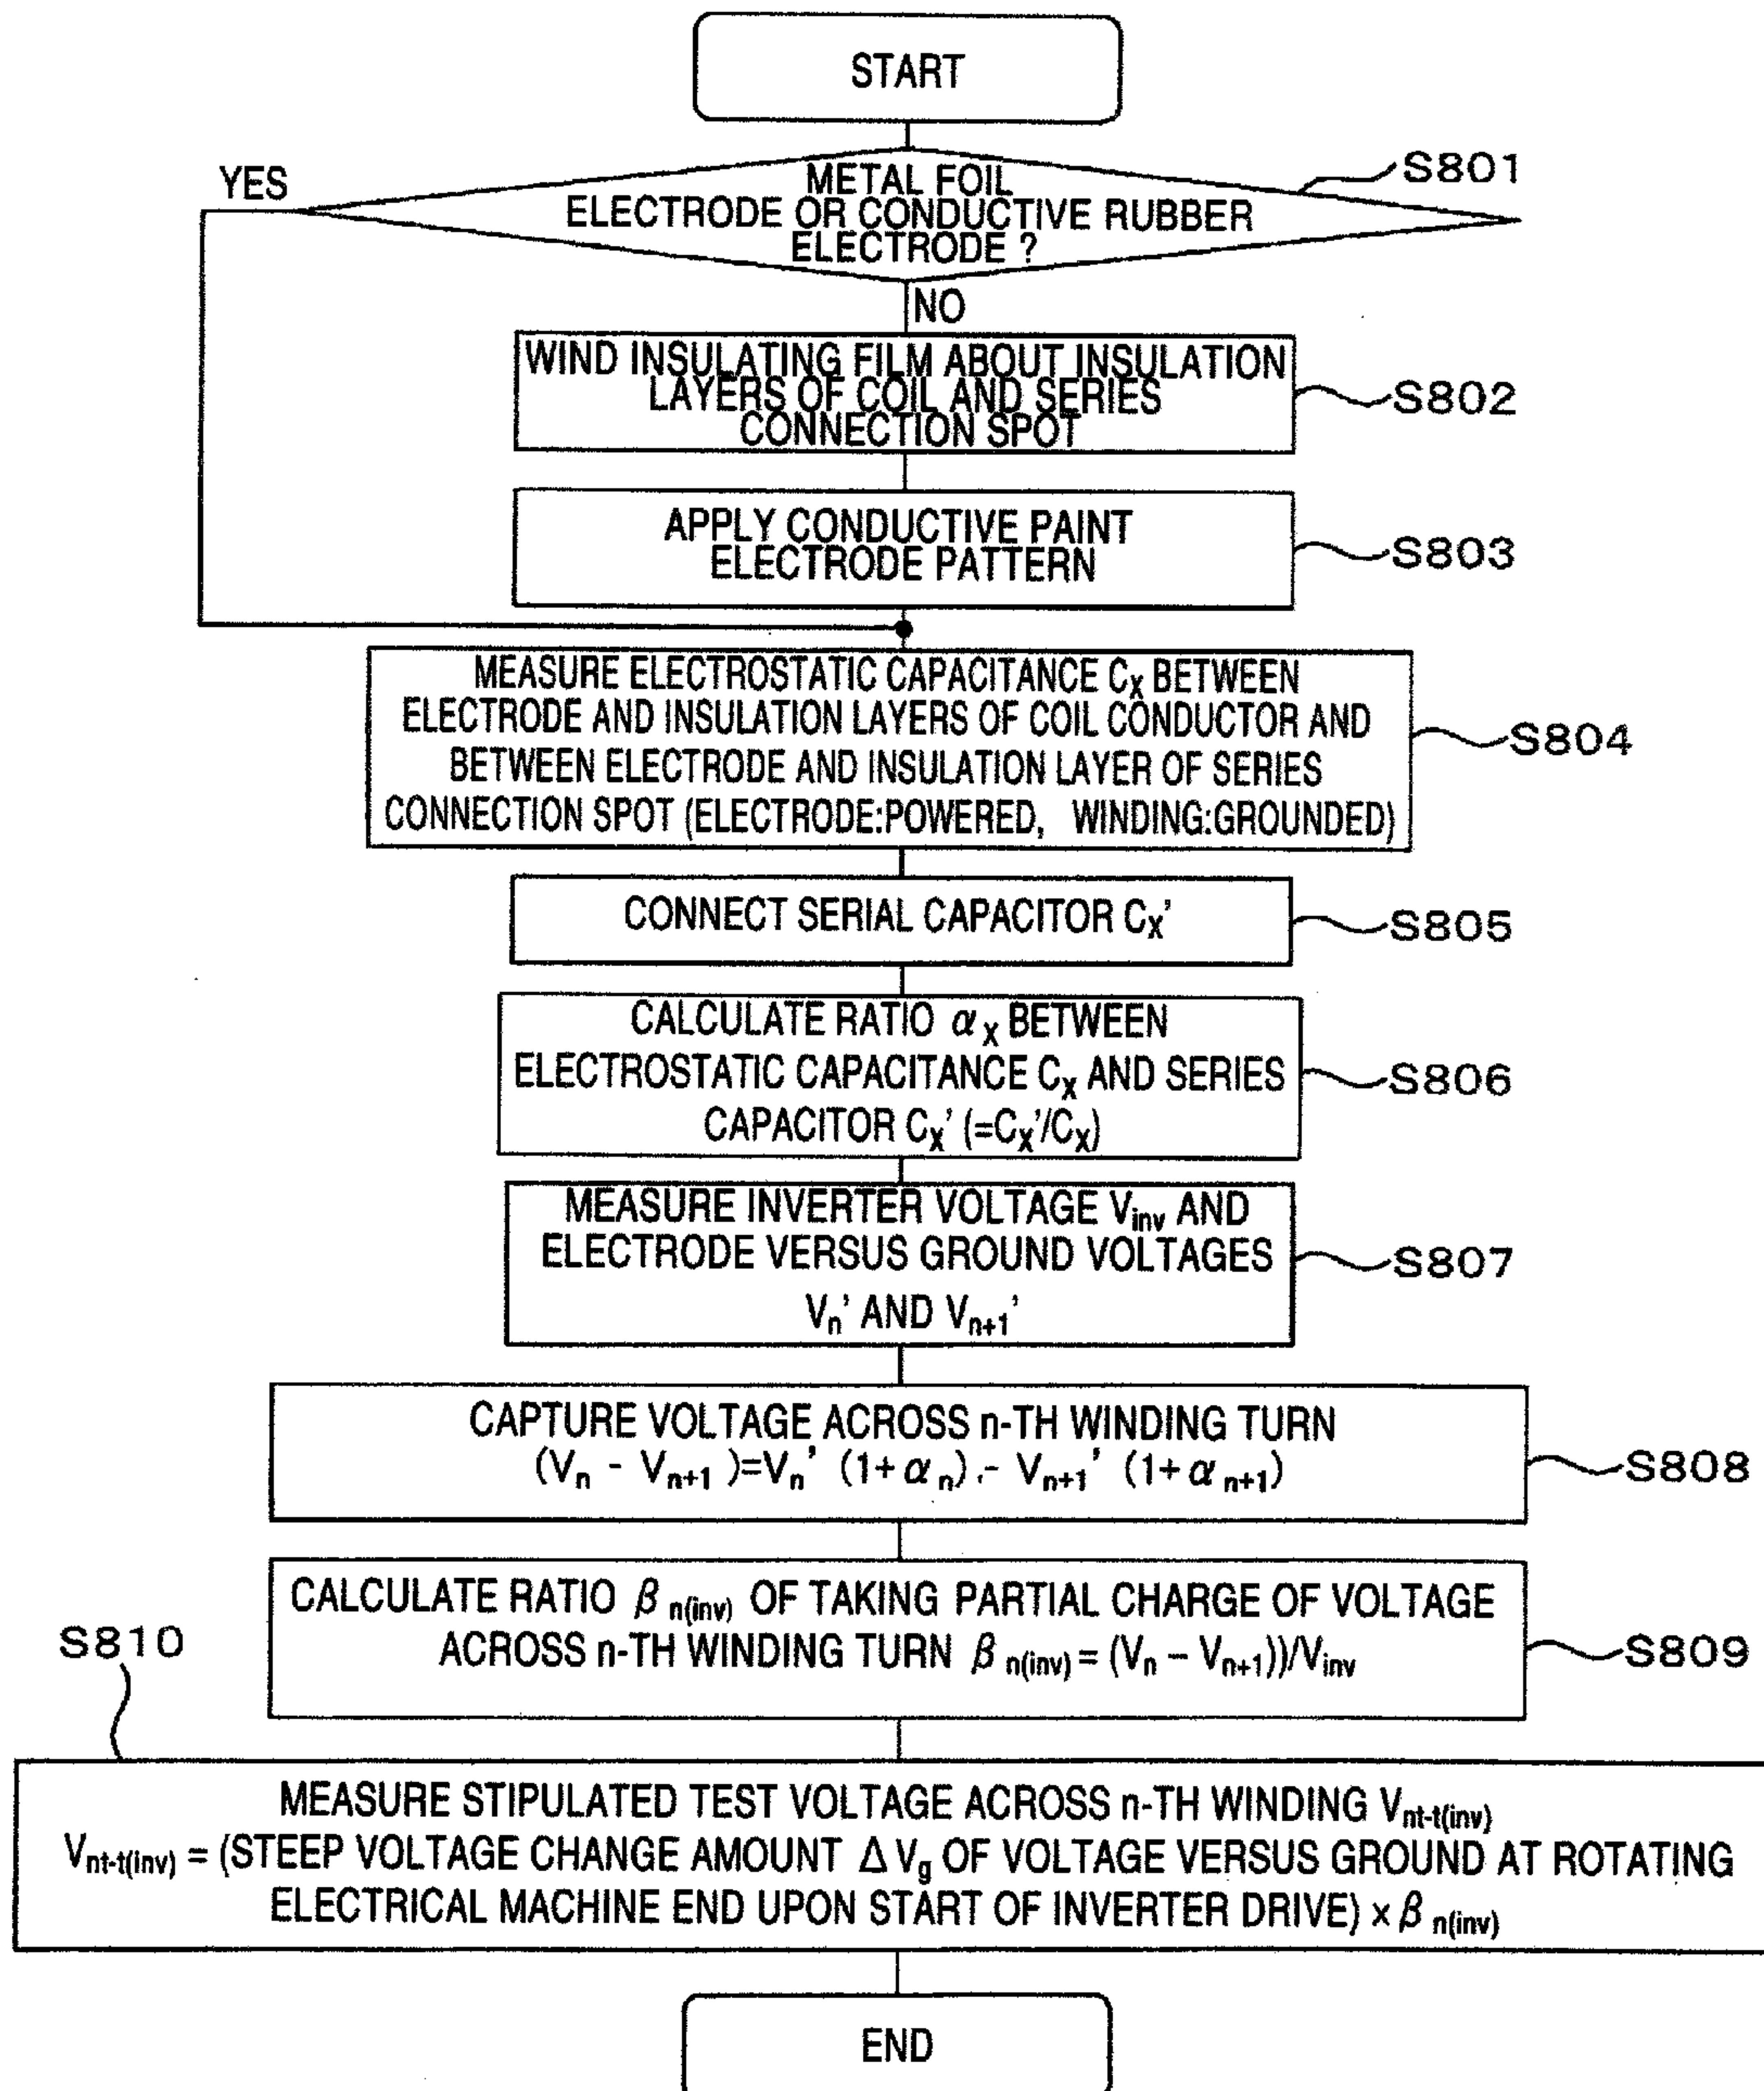 START
YES
METAL FOIL
ELECTRODE OR CONDUCTIVE RUBBER
ELECTRODE ?
S801
NO
WIND INSULATING FILM ABOUT INSULATION
LAYERS OF COIL AND SERIES
CONNECTION SPOT
S802
APPLY CONDUCTIVE PAINT
ELECTRODE PATTERN
S803
MEASURE ELECTROSTATIC CAPACITANCE Cx BETWEEN
ELECTRODE AND INSULATION LAYERS OF COIL CONDUCTOR AND
BETWEEN ELECTRODE AND INSULATION LAYER OF SERIES
CONNECTION SPOT (ELECTRODE:POWERED, WINDING:GROUNDED)
S804
CONNECT SERIAL CAPACITOR Cx'
S805
CALCULATE RATIO αx BETWEEN
ELECTROSTATIC CAPACITANCE Cx AND SERIES
CAPACITOR Cx' (=Cx'/Cx)
S806
MEASURE INVERTER VOLTAGE Vinv AND
ELECTRODE VERSUS GROUND VOLTAGES
Vn' AND Vn+1'
S807
CAPTURE VOLTAGE ACROSS n-TH WINDING TURN
(Vn - Vn+1 )=Vn' (1+αn) - Vn+1' (1+αn+1)
S808
CALCULATE RATIO βn(inv) OF TAKING PARTIAL CHARGE OF VOLTAGE
ACROSS n-TH WINDING TURN βn(inv) = (Vn - Vn+1))/Vinv
S809
S810
MEASURE STIPULATED TEST VOLTAGE ACROSS n-TH WINDING Vnt-t(inv)
Vnt-t(inv) = (STEEP VOLTAGE CHANGE AMOUNT ΔVg OF VOLTAGE VERSUS GROUND AT ROTATING
ELECTRICAL MACHINE END UPON START OF INVERTER DRIVE) × βn(inv)
END